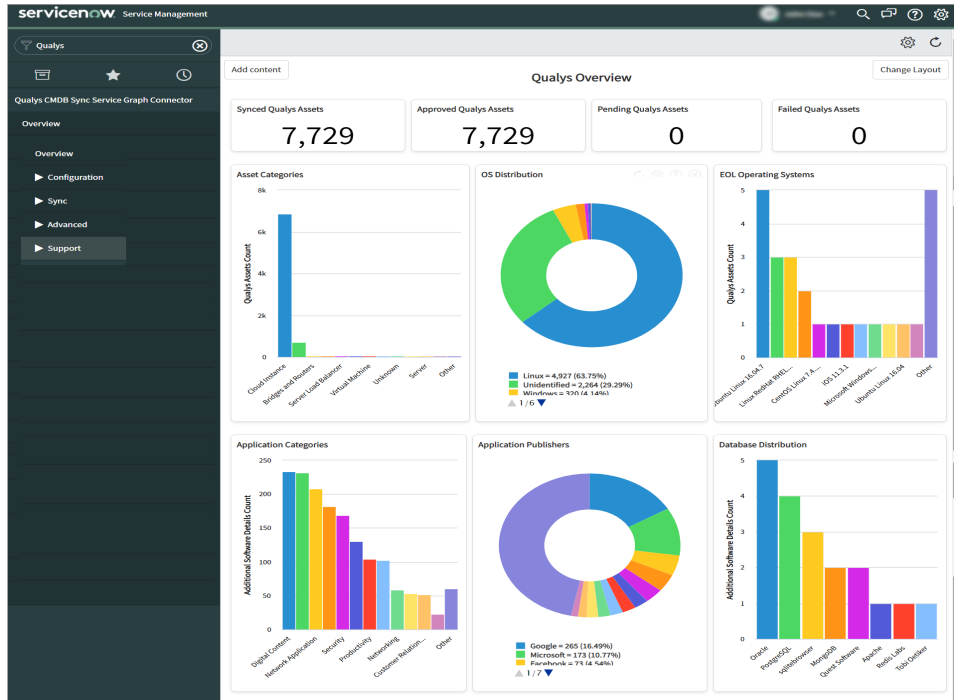 servicenow Service Management
Qualys
Qualys CMDB Sync Service Graph Connector
Overview
Overview
Configuration
Sync
Advanced
Support
Add content
Qualys Overview
Change Layout
Synced Qualys Assets
7,729
Approved Qualys Assets
7,729
Pending Qualys Assets
0
Failed Qualys Assets
0
Asset Categories
Qualys Assets Count
8k
6k
4k
2k
0
Cloud Instance
Bridges and Routers
Server Load Balancer
Virtual Machine
Unknown
Server
Other
OS Distribution
Linux = 4,927 (63.75%)
Unidentified = 2,264 (29.29%)
Windows = 320 (4.14%)
1/6
EOL Operating Systems
Qualys Assets Count
5
4
3
2
1
0
buntu Linux 16.04.7
Linux RedHat RHEL...
CentOS Linux 7.4....
iOS 11.3.1
Microsoft Windows...
Ubuntu Linux 16.04
Other
Application Categories
Additional Software Details Count
250
200
150
100
50
0
Digital Content
Network Application
Security
Productivity
Networking
Customer Relation...
Other
Application Publishers
Google = 265 (16.49%)
Microsoft = 173 (10.77%)
Facebook = 73 (4.54%)
1/7
Database Distribution
Additional Software Details Count
5
4
3
2
1
0
Oracle
PostgreSQL
sqlitebrowser
MongoDB
Quest Software
Apache
Redis Labs
Tobi Oetiker